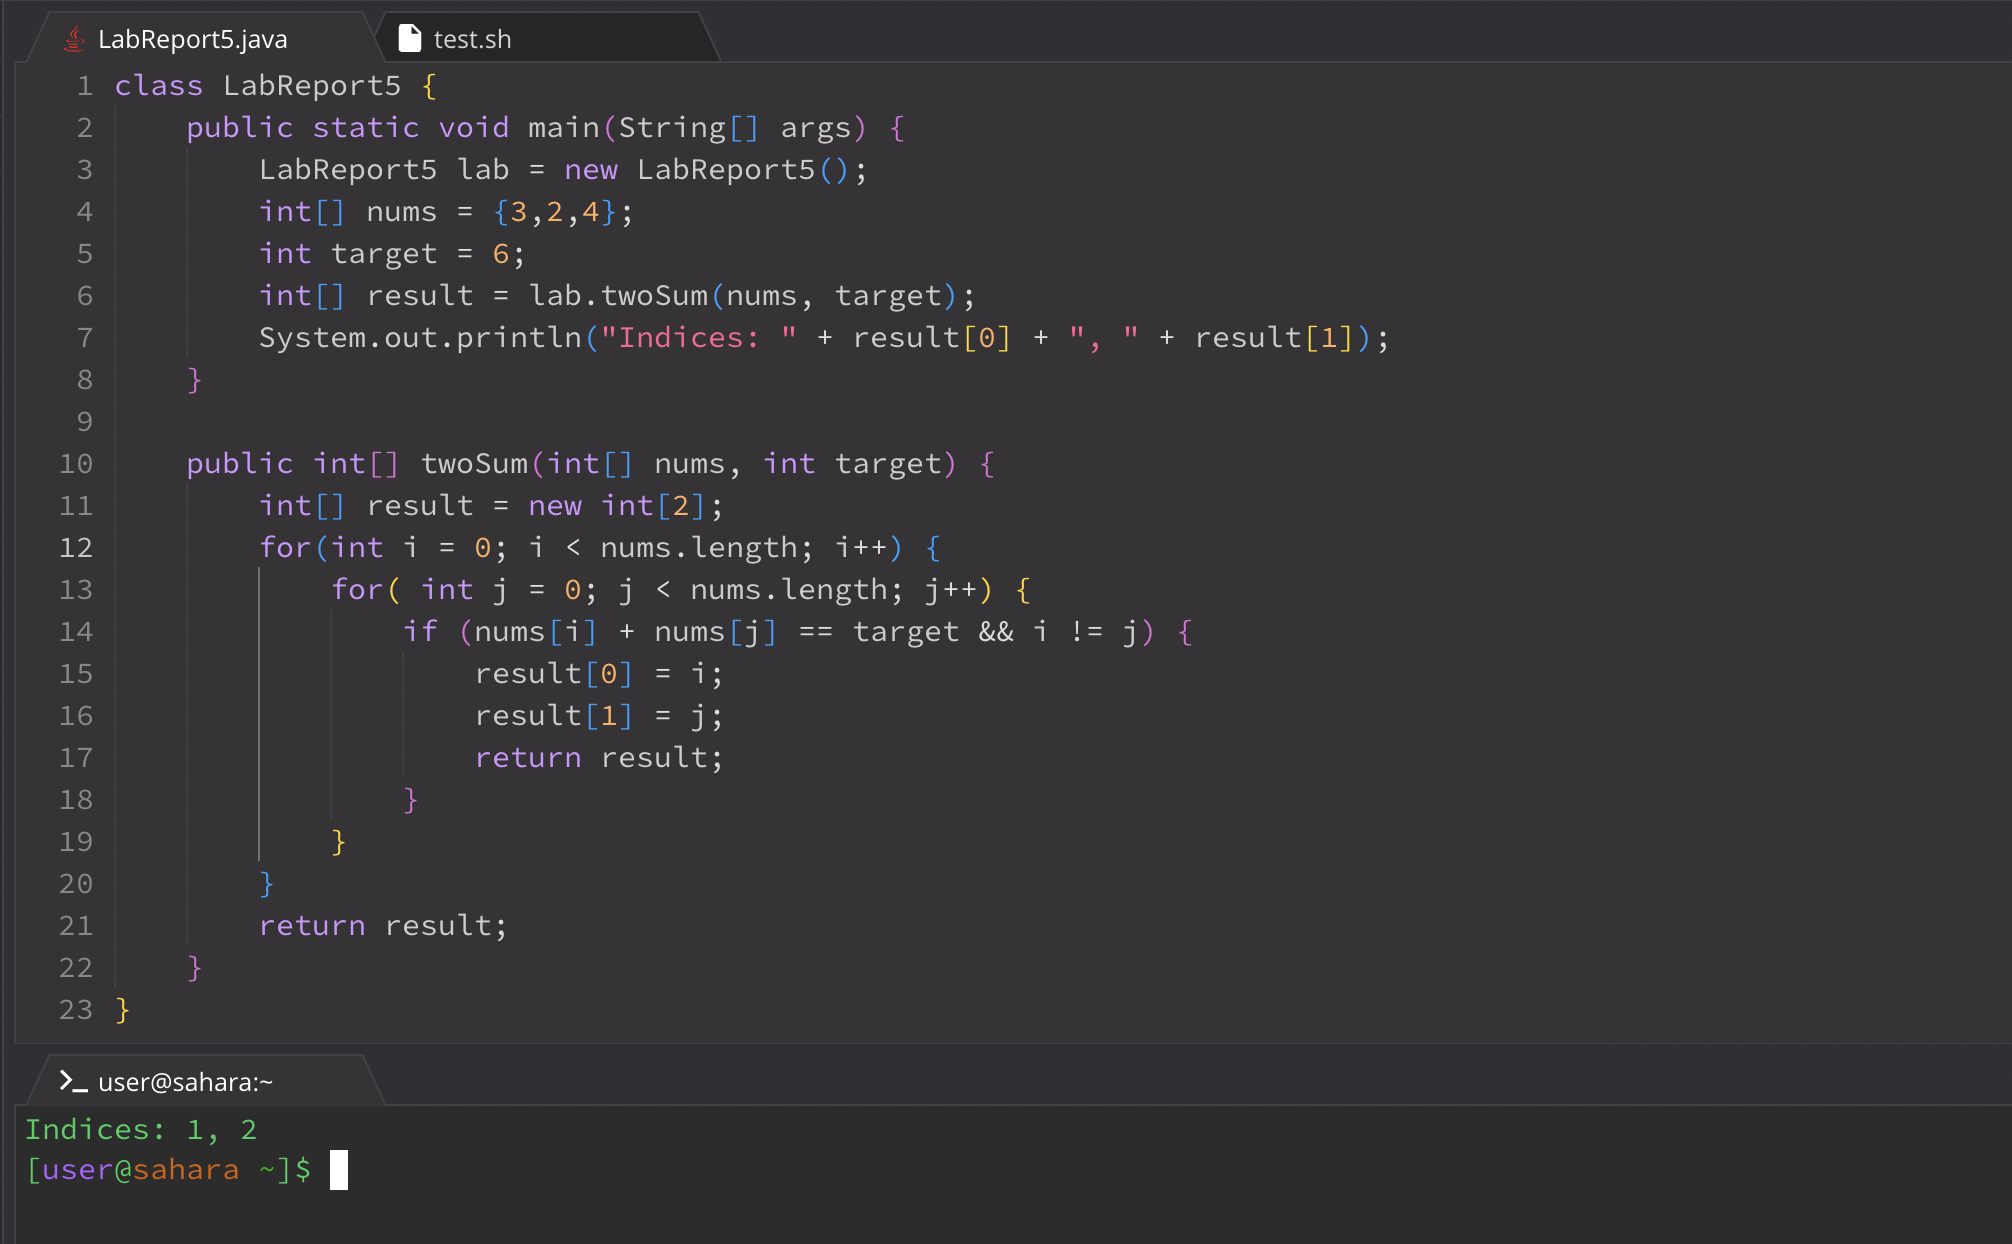 LabReport5.java
test.sh
1 class LabReport5 {
2     public static void main(String[] args) {
3         LabReport5 lab = new LabReport5();
4         int[] nums = {3,2,4};
5         int target = 6;
6         int[] result = lab.twoSum(nums, target);
7         System.out.println("Indices: " + result[0] + ", " + result[1]);
8     }
9
10     public int[] twoSum(int[] nums, int target) {
11         int[] result = new int[2];
12         for(int i = 0; i < nums.length; i++) {
13             for( int j = 0; j < nums.length; j++) {
14                 if (nums[i] + nums[j] == target && i != j) {
15                     result[0] = i;
16                     result[1] = j;
17                     return result;
18                 }
19             }
20         }
21         return result;
22     }
23 }
>_ user@sahara:~
Indices: 1, 2
[user@sahara ~]$